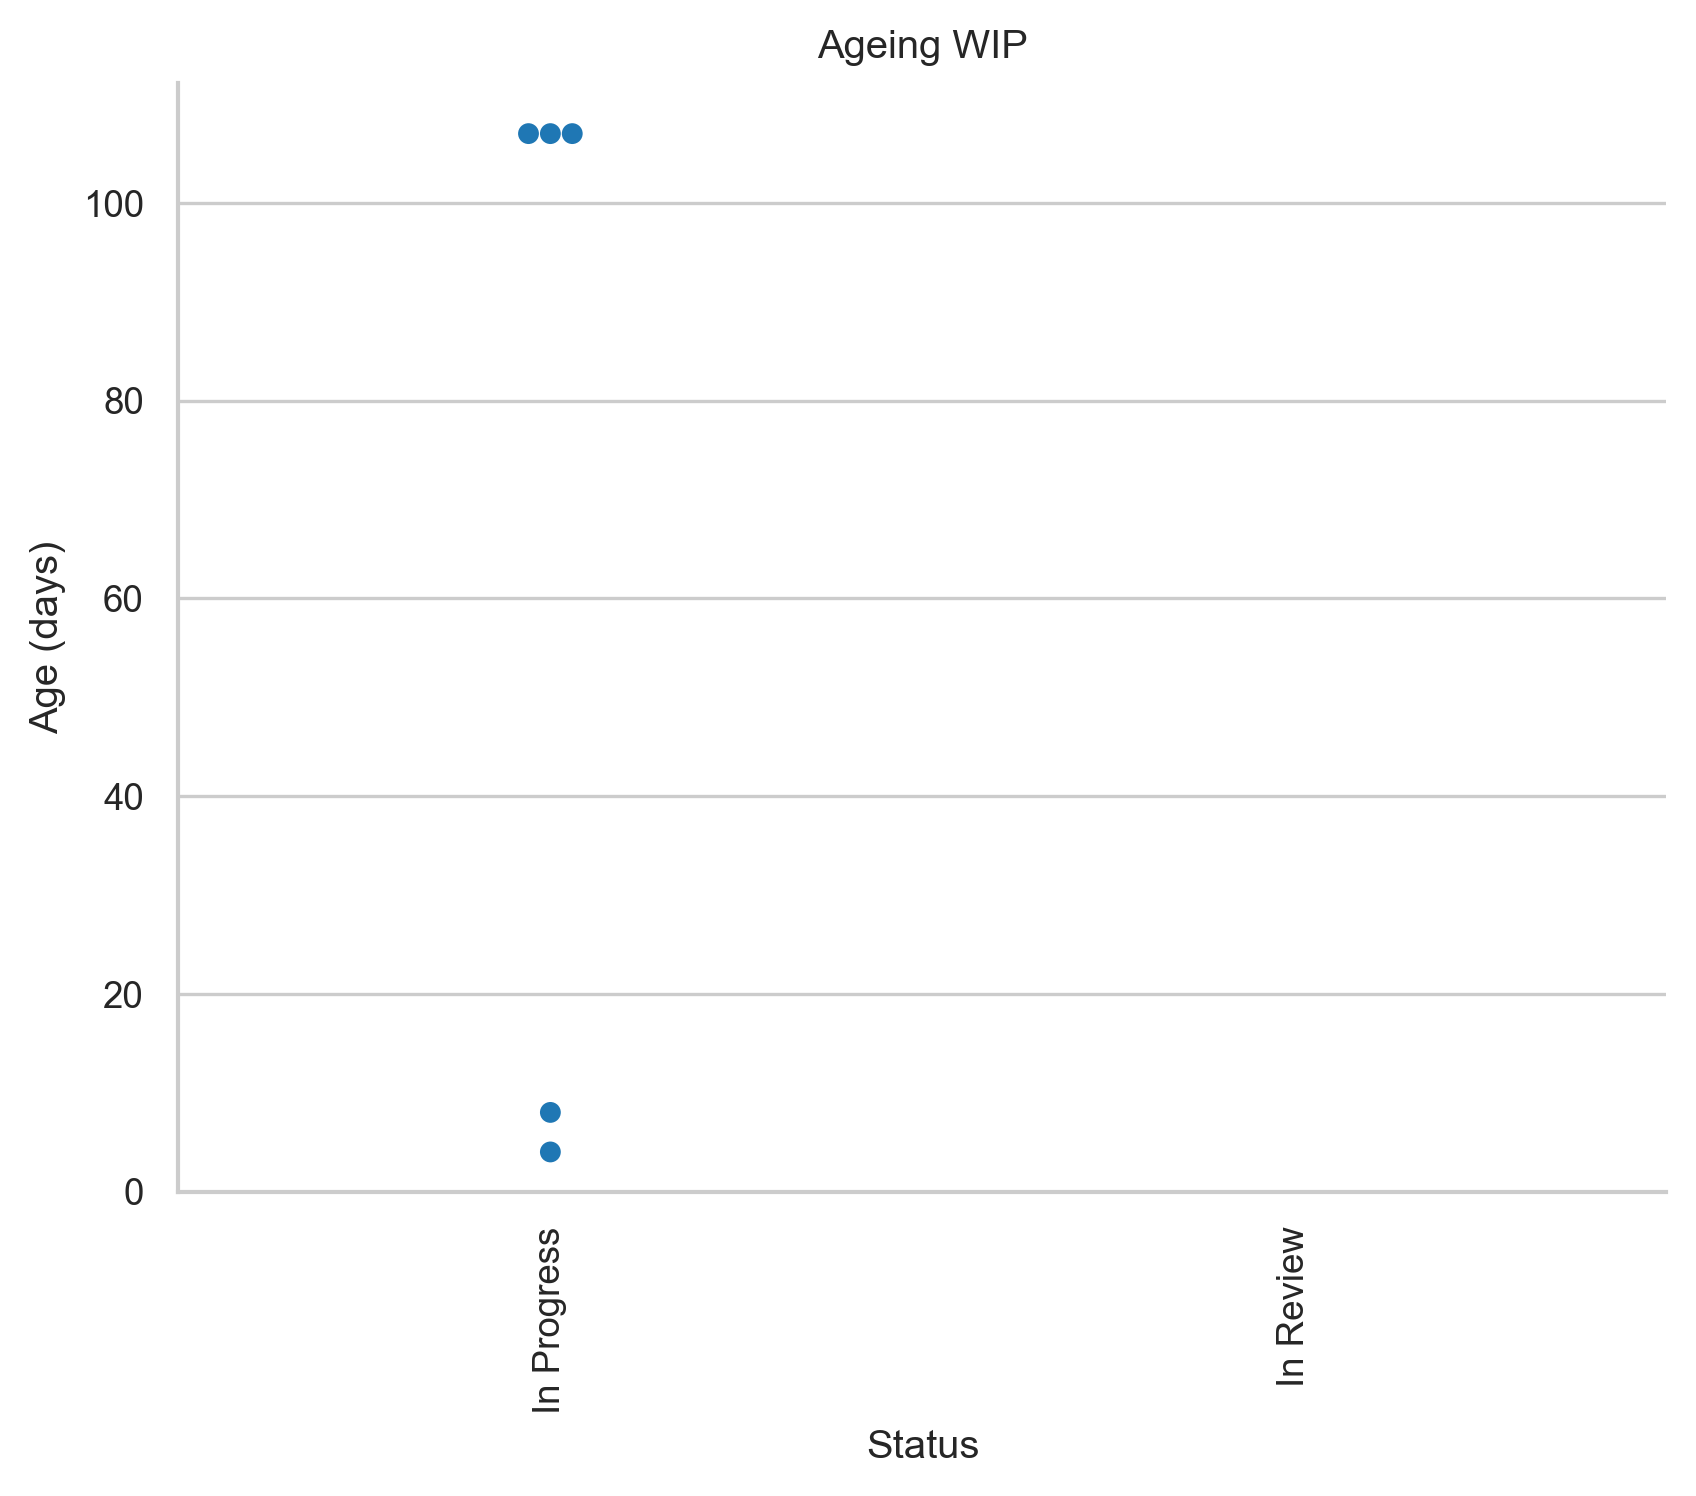 Ageing WIP
Age (days)
100
80
60
40
20
0
In Progress
In Review
Status